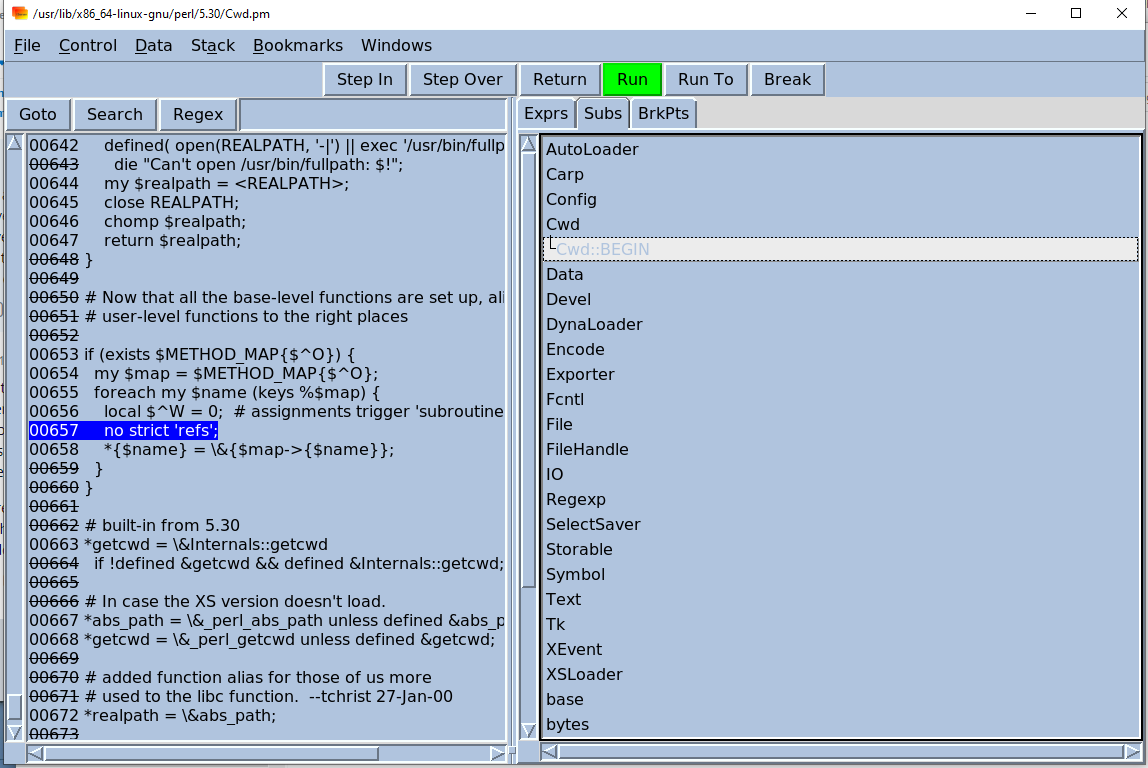 /usr/lib/x86_64-linux-gnu/perl/5.30/Cwd.pm
File Control Data Stack Bookmarks Windows
Step In Step Over Return Run Run To Break
Goto Search Regex
Exprs Subs BrkPts
00642 defined( open(REALPATH, '-|') || exec '/usr/bin/fullp
00643 die "Can't open /usr/bin/fullpath: $!";
00644 my $realpath = <REALPATH>;
00645 close REALPATH;
00646 chomp $realpath;
00647 return $realpath;
00648 }
00649
00650 # Now that all the base-level functions are set up, ali
00651 # user-level functions to the right places
00652
00653 if (exists $METHOD_MAP{$^O}) {
00654 my $map = $METHOD_MAP{$^O};
00655 foreach my $name (keys %$map) {
00656 local $^W = 0;  # assignments trigger 'subroutine
00657 no strict 'refs';
00658 *{$name} = \&{$map->{$name}};
00659 }
00660 }
00661
00662 # built-in from 5.30
00663 *getcwd = \&Internals::getcwd
00664 if !defined &getcwd && defined &Internals::getcwd;
00665
00666 # In case the XS version doesn't load.
00667 *abs_path = \&_perl_abs_path unless defined &abs_p
00668 *getcwd = \&_perl_getcwd unless defined &getcwd;
00669
00670 # added function alias for those of us more
00671 # used to the libc function.  --tchrist 27-Jan-00
00672 *realpath = \&abs_path;
00673
AutoLoader
Carp
Config
Cwd
Cwd::BEGIN
Data
Devel
DynaLoader
Encode
Exporter
Fcntl
File
FileHandle
IO
Regexp
SelectSaver
Storable
Symbol
Text
Tk
XEvent
XSLoader
base
bytes